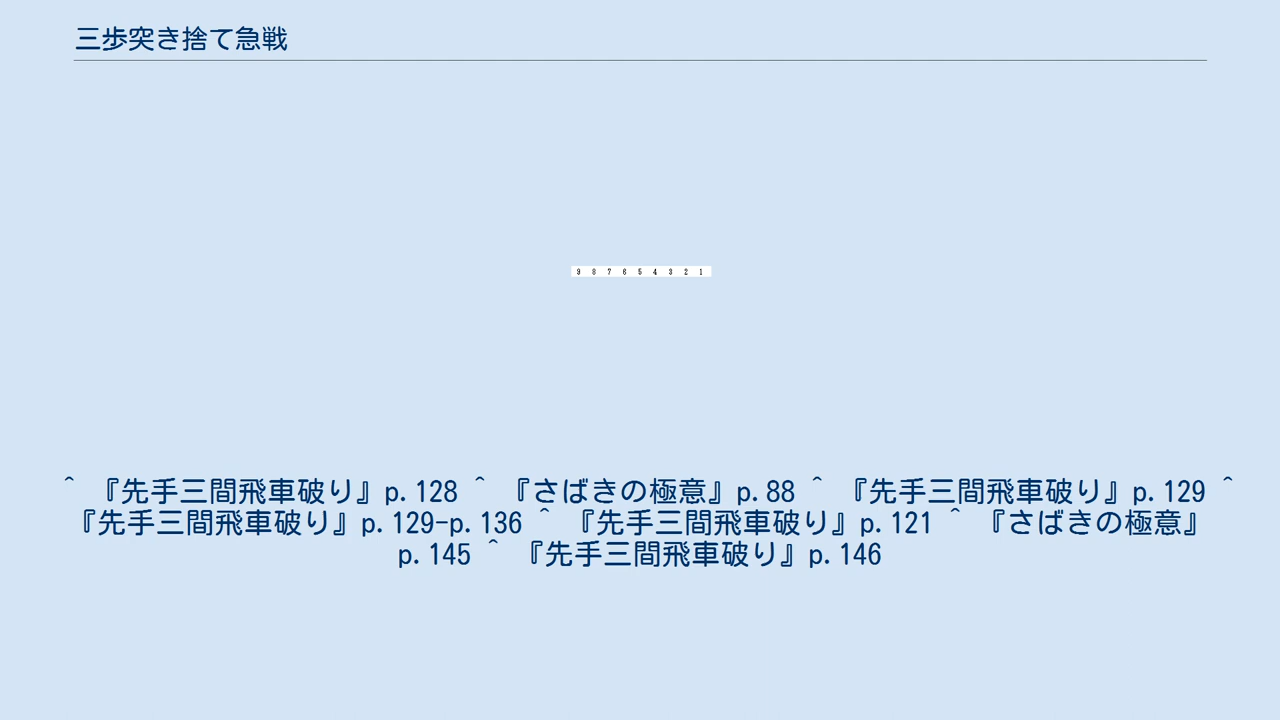 三歩突き捨て急戦
9 8 7 6 5 4 3 2 1
^ 『先手三間飛車破り』p.128 ^ 『さばきの極意』p.88 ^ 『先手三間飛車破り』p.129 ^
『先手三間飛車破り』p.129-p.136 ^ 『先手三間飛車破り』p.121 ^ 『さばきの極意』
p.145 ^ 『先手三間飛車破り』p.146